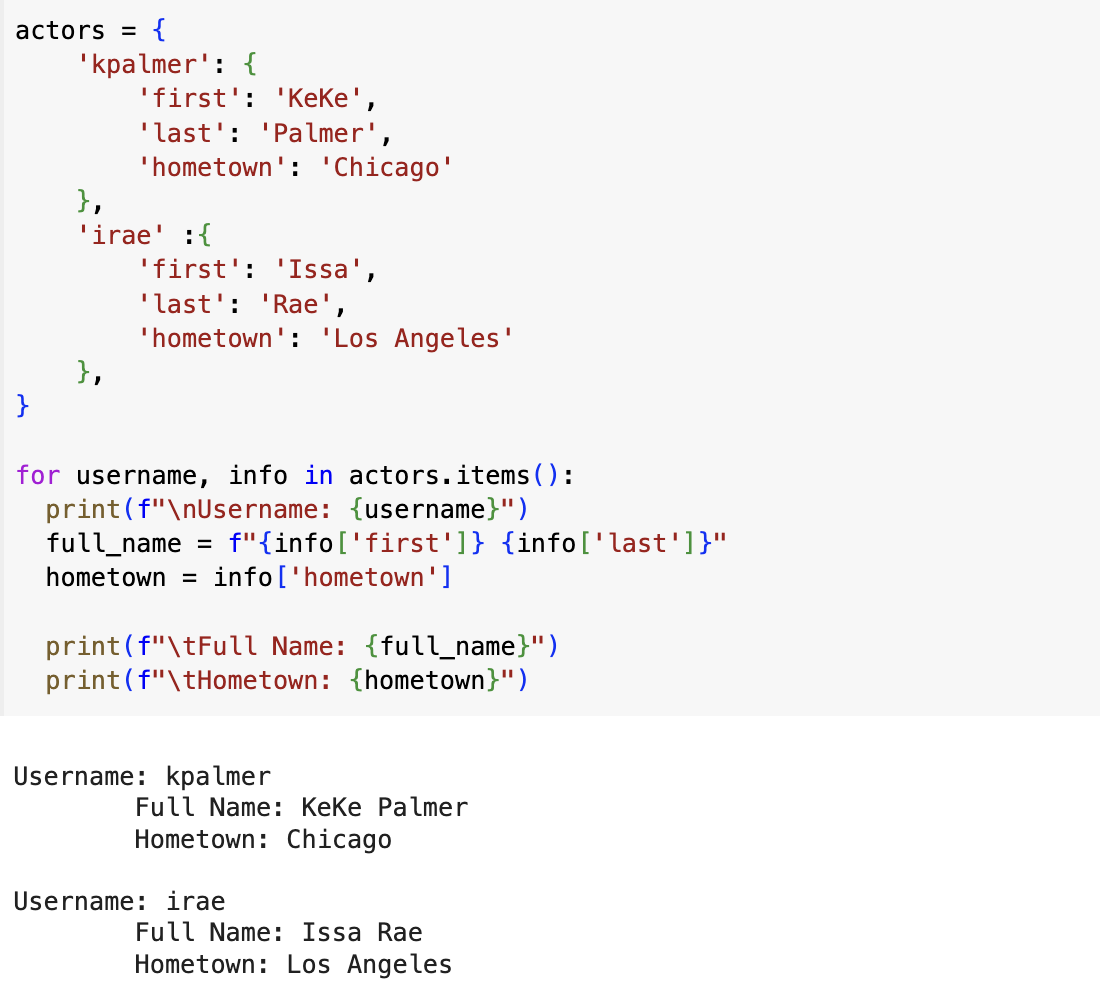 actors = {
    'kpalmer': {
        'first': 'KeKe',
        'last': 'Palmer',
        'hometown': 'Chicago'
    },
    'irae' :{
        'first': 'Issa',
        'last': 'Rae',
        'hometown': 'Los Angeles'
    },
}

for username, info in actors.items():
  print(f"\nUsername: {username}")
  full_name = f"{info['first']} {info['last']}"
  hometown = info['hometown']

  print(f"\tFull Name: {full_name}")
  print(f"\tHometown: {hometown}")

Username: kpalmer
        Full Name: KeKe Palmer
        Hometown: Chicago

Username: irae
        Full Name: Issa Rae
        Hometown: Los Angeles